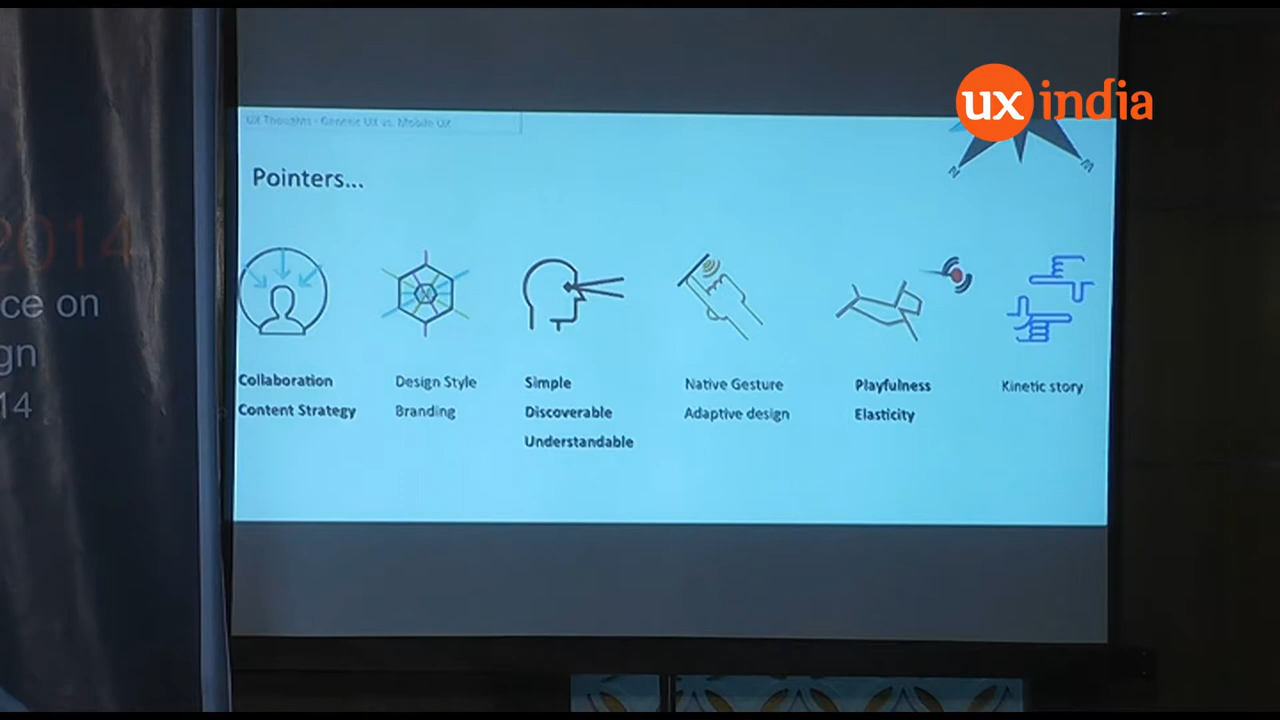 ux india
UX Thoughts - Generic UX vs. Mobile UX
Pointers...
N
M
2014
ce on
gn
14
Collaboration
Content Strategy
Design Style
Branding
Simple
Discoverable
Understandable
Native Gesture
Adaptive design
Playfulness
Elasticity
Kinetic story